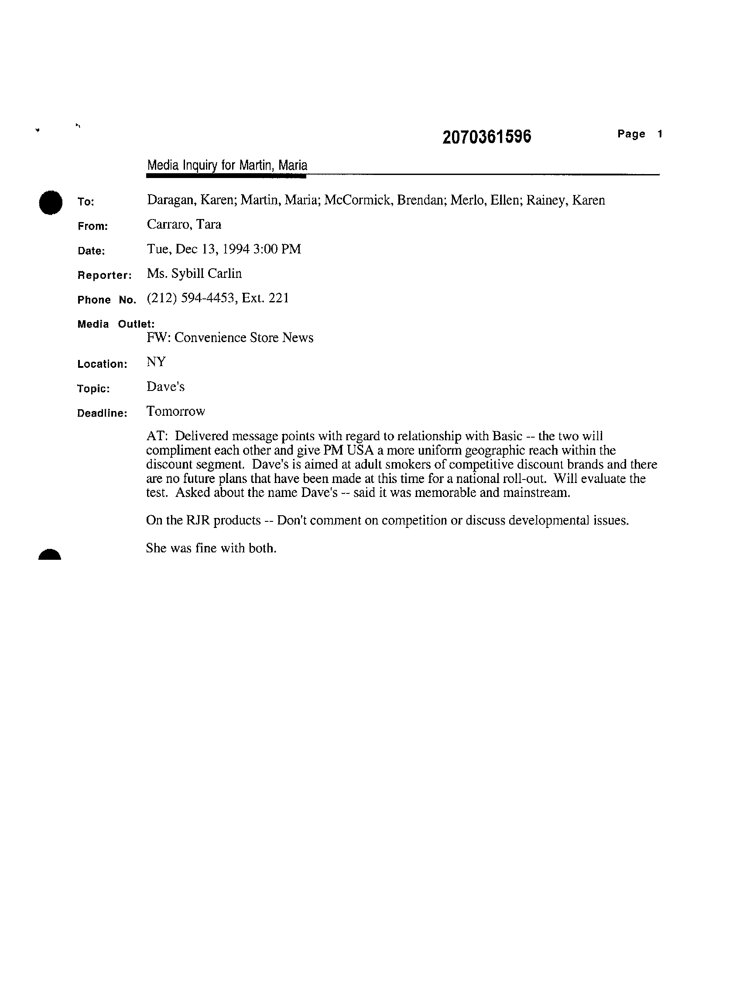 2070361596 Page 1
Media Inquiry for Martin, Maria
To: Daragan, Karen; Martin, Maria; McCormick, Brendan; Merlo, Ellen; Rainey, Karen
From: Carraro, Tara
Date: Tue, Dec 13, 1994 3:00 PM
Reporter: Ms. Sybill Carlin
Phone No. (212) 594-4453, Ext. 221
Media Outlet:
FW: Convenience Store News
Location: NY
Topic: Dave's
Deadline: Tomorrow
AT: Delivered message points with regard to relationship with Basic -- the two will
compliment each other and give PM USA a more uniform geographic reach within the
discount segment. Dave's is aimed at adult smokers of competitive discount brands and there
are no future plans that have been made at this time for a national roll-out. Will evaluate the
test. Asked about the name Dave's -- said it was memorable and mainstream.
On the RJR products -- Don't comment on competition or discuss developmental issues.
She was fine with both.